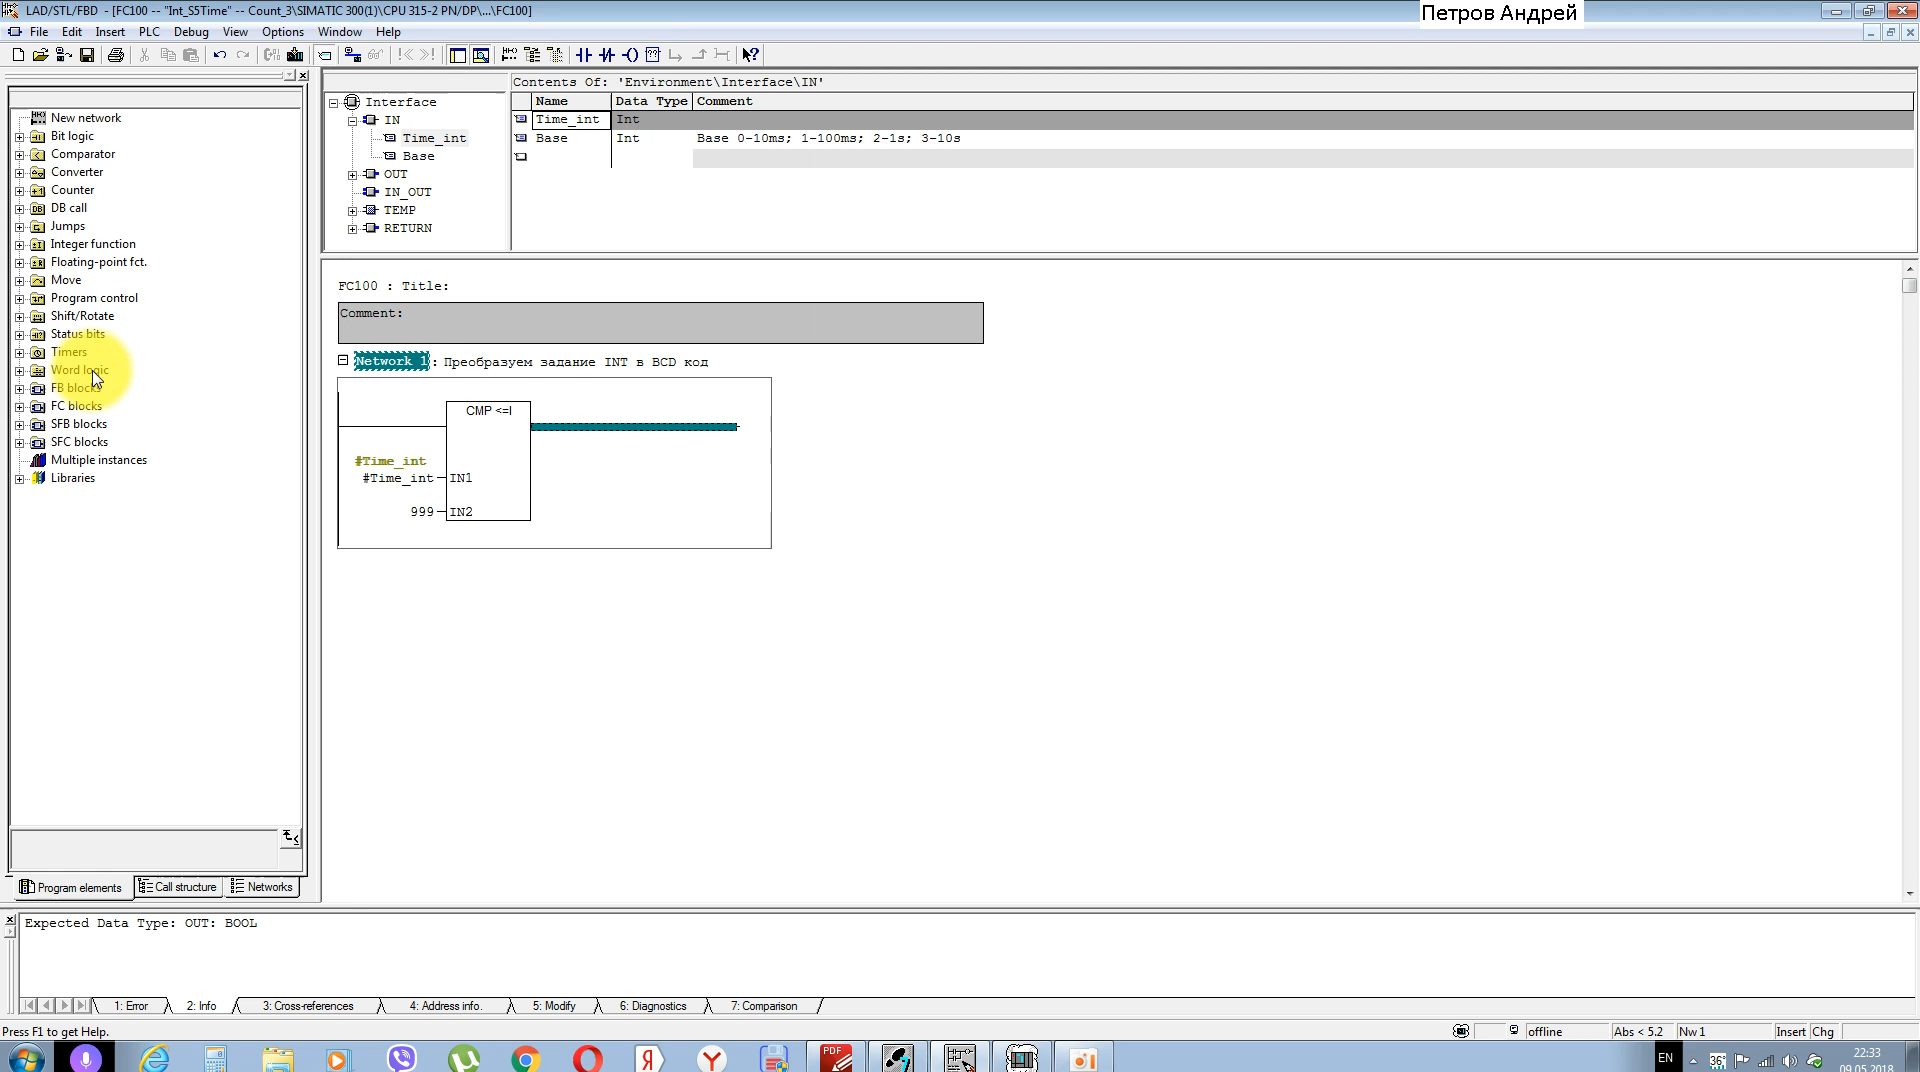 LAD/STL/FBD - [FC100 -- "Int_S5Time" -- Count_3\SIMATIC 300(1)\CPU 315-2 PN/DP\...\FC100]
Петров Андрей
File Edit Insert PLC Debug View Options Window Help
Contents Of: 'Environment\Interface\IN'
Interface
IN
Time_int
Base
OUT
IN_OUT
TEMP
RETURN
Name Data Type Comment
Time_int Int
Base Int Base 0-10ms; 1-100ms; 2-1s; 3-10s
New network
Bit logic
Comparator
Converter
Counter
DB call
Jumps
Integer function
Floating-point fct.
Move
Program control
Shift/Rotate
Status bits
Timers
Word logic
FB blocks
FC blocks
SFB blocks
SFC blocks
Multiple instances
Libraries
FC100 : Title:
Comment:
Network 1: Преобразуем задание INT в BCD код
CMP <=I
#Time_int
#Time_int IN1
999 IN2
Program elements Call structure Networks
Expected Data Type: OUT: BOOL
1: Error 2: Info 3: Cross-references 4: Address info. 5: Modify 6: Diagnostics 7: Comparison
Press F1 to get Help. offline Abs < 5.2 Nw 1 Insert Chg
PDF EN 36° 22:33
09.05.2018